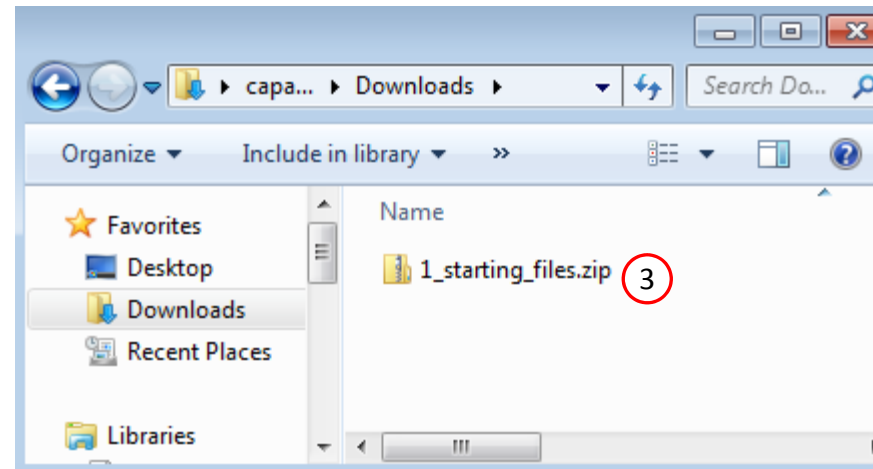 capa... Downloads Search Do...
Organize Include in library »
Favorites
Desktop
Downloads
Recent Places
Libraries
Name
1_starting_files.zip 3